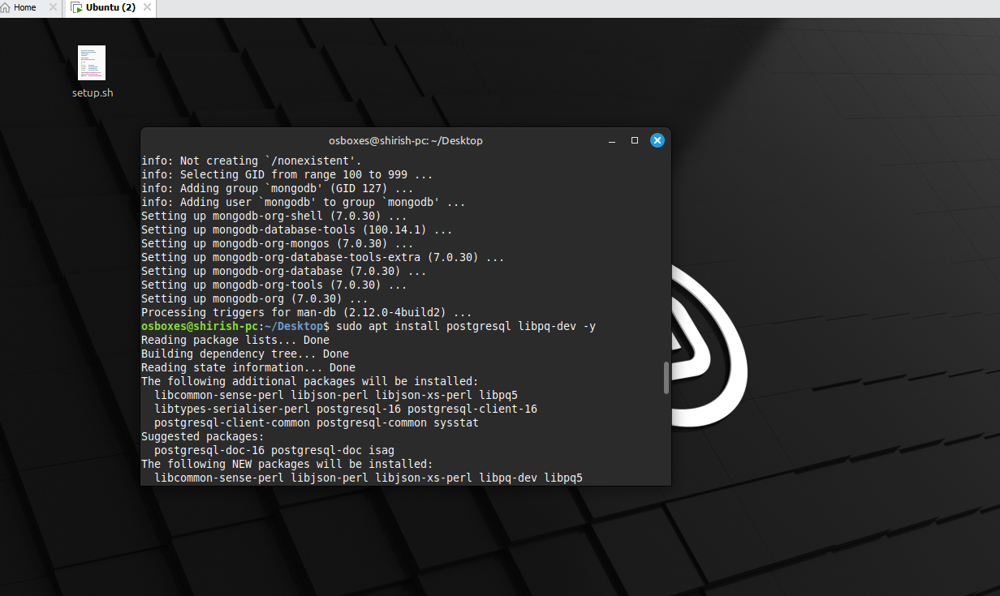 Home
Ubuntu (2)
setup.sh
osboxes@shirish-pc: ~/Desktop
info: Not creating `/nonexistent'.
info: Selecting GID from range 100 to 999 ...
info: Adding group `mongodb' (GID 127) ...
info: Adding user `mongodb' to group `mongodb' ...
Setting up mongodb-org-shell (7.0.30) ...
Setting up mongodb-database-tools (100.14.1) ...
Setting up mongodb-org-mongos (7.0.30) ...
Setting up mongodb-org-database-tools-extra (7.0.30) ...
Setting up mongodb-org-database (7.0.30) ...
Setting up mongodb-org-tools (7.0.30) ...
Setting up mongodb-org (7.0.30) ...
Processing triggers for man-db (2.12.0-4build2) ...
osboxes@shirish-pc:~/Desktop$ sudo apt install postgresql libpq-dev -y
Reading package lists... Done
Building dependency tree... Done
Reading state information... Done
The following additional packages will be installed:
  libcommon-sense-perl libjson-perl libjson-xs-perl libpq5
  libtypes-serialiser-perl postgresql-16 postgresql-client-16
  postgresql-client-common postgresql-common sysstat
Suggested packages:
  postgresql-doc-16 postgresql-doc isag
The following NEW packages will be installed:
  libcommon-sense-perl libjson-perl libjson-xs-perl libpq-dev libpq5